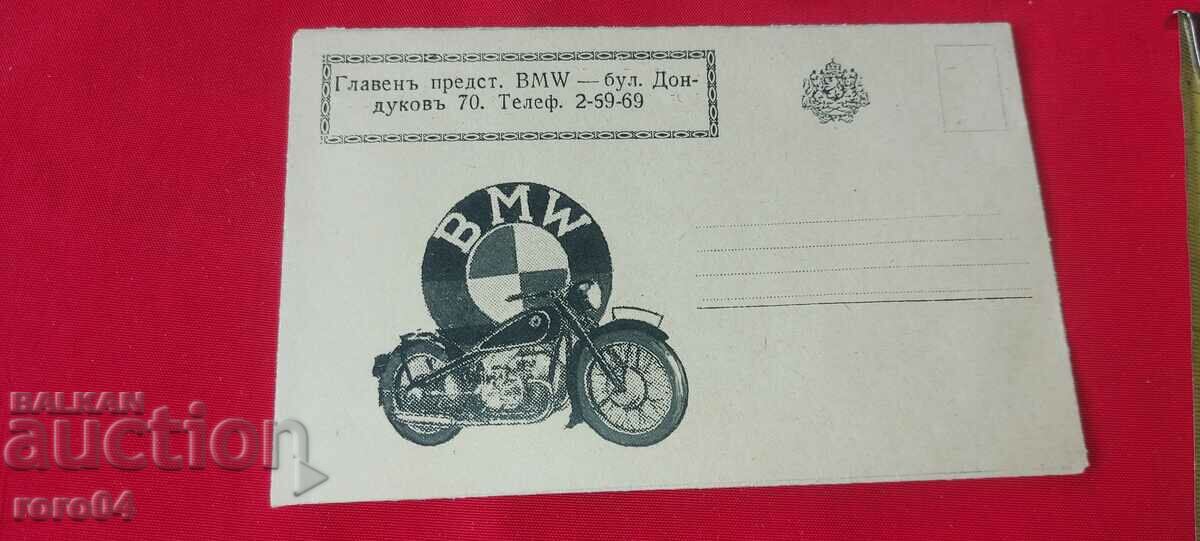 Главенъ предст. BMW — бул. Дон-
дуковъ 70. Телеф. 2-59-69
BMW
BALKAN
auction
roro04